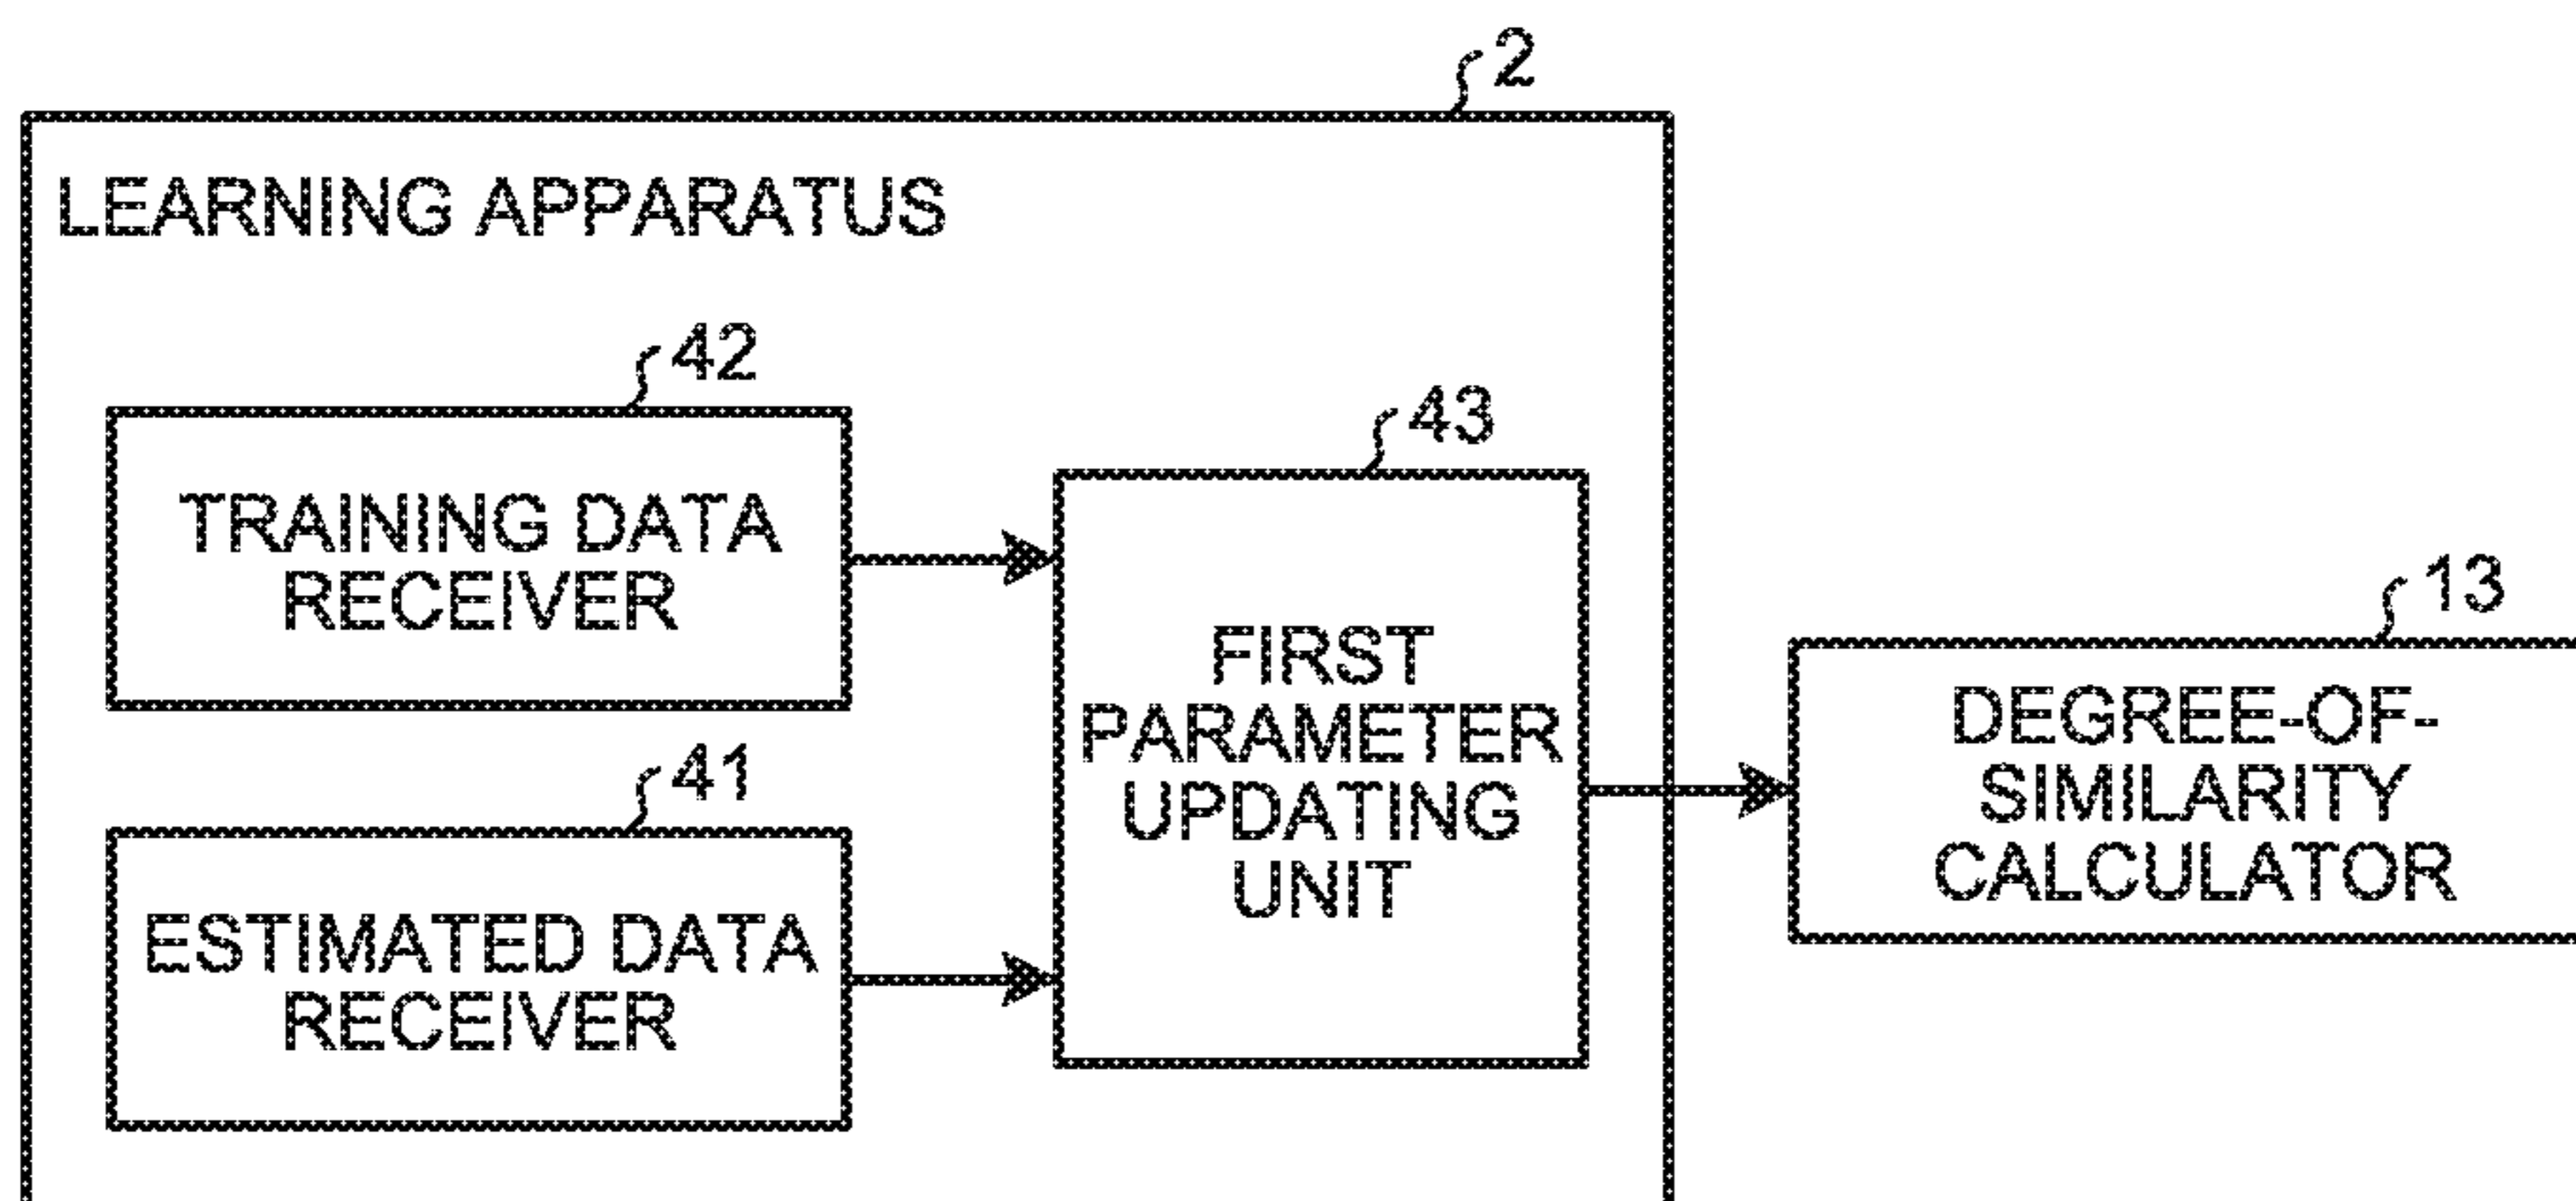 2
LEARNING APPARATUS
42
TRAINING DATA
RECEIVER
41
ESTIMATED DATA
RECEIVER
43
FIRST
PARAMETER
UPDATING
UNIT
13
DEGREE-OF-
SIMILARITY
CALCULATOR